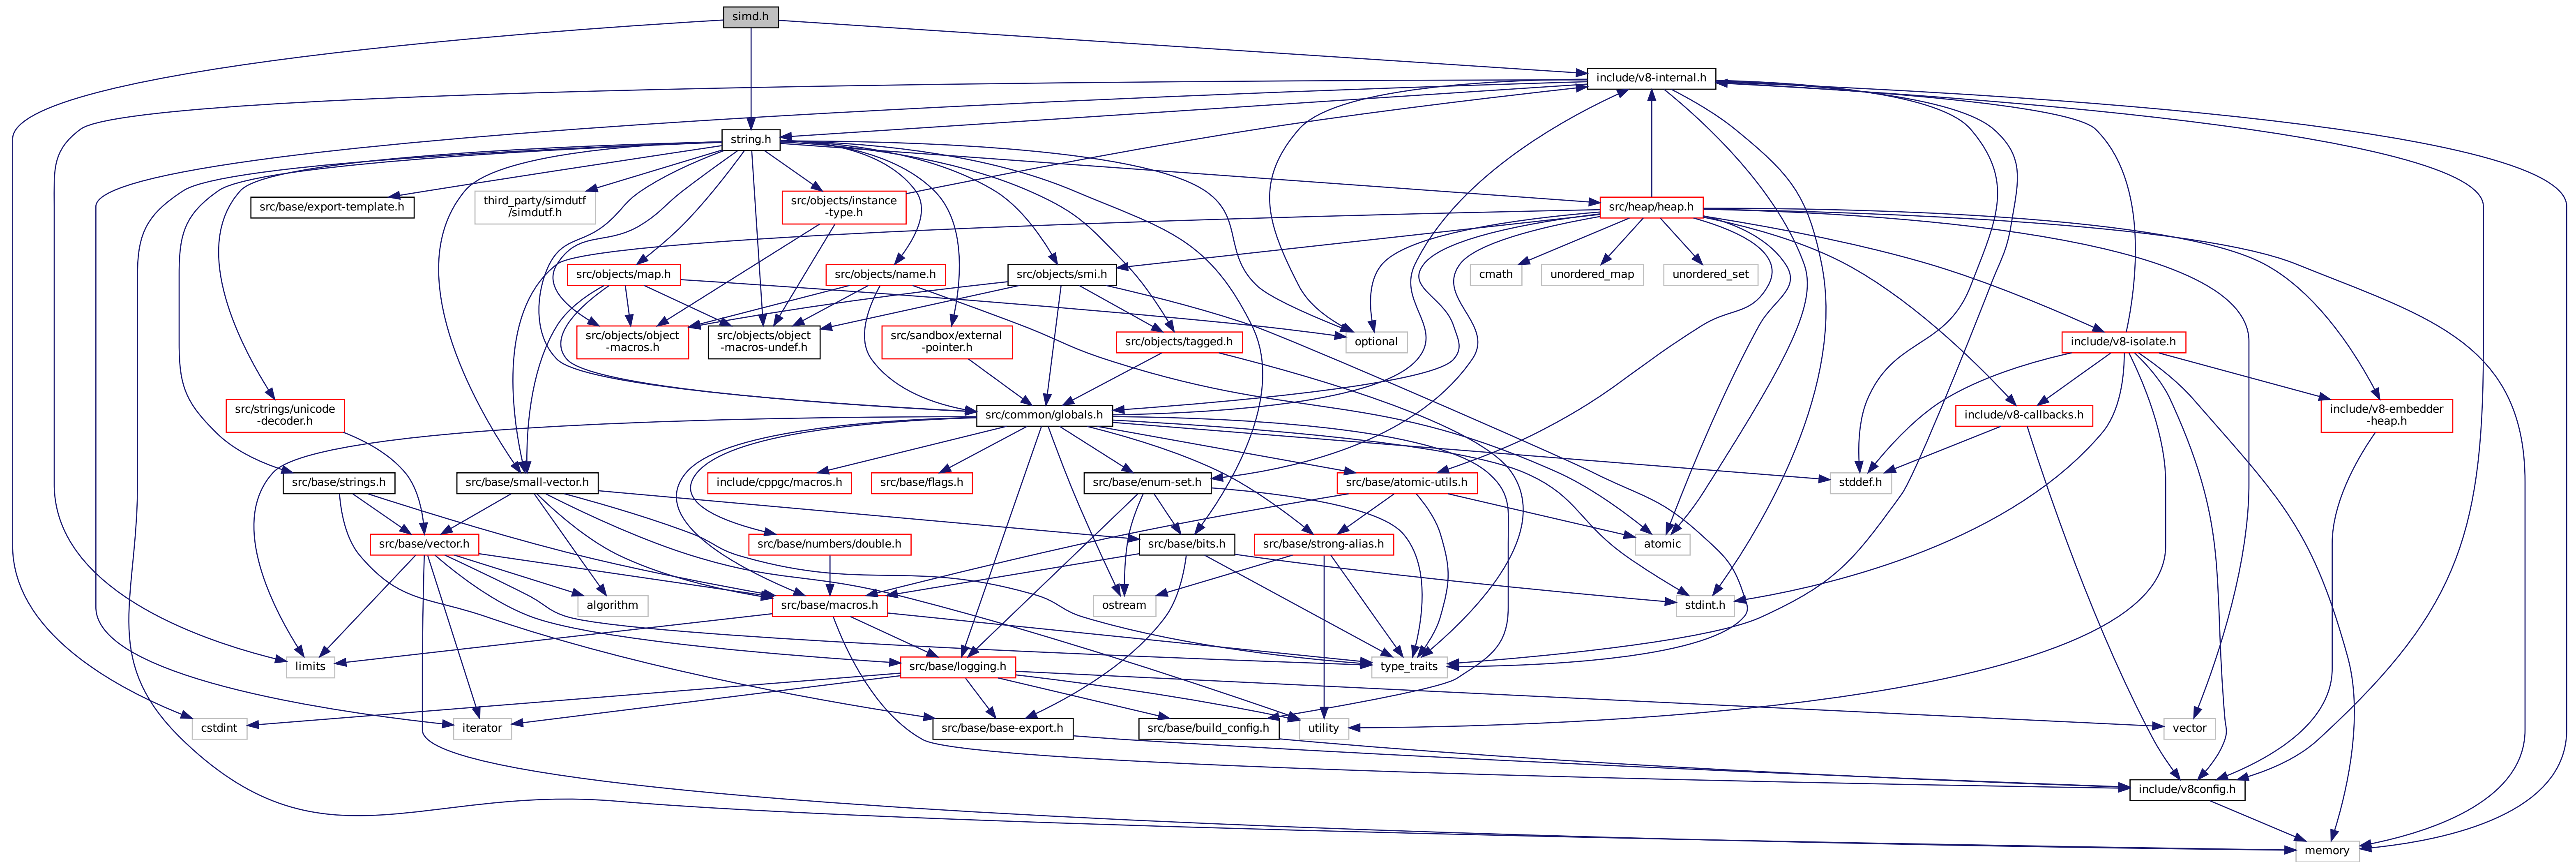 simd.h
include/v8-internal.h
string.h
src/base/export-template.h
third_party/simdutf
/simdutf.h
src/objects/instance
-type.h
src/heap/heap.h
src/objects/map.h
src/objects/name.h
src/objects/smi.h
cmath
unordered_map
unordered_set
src/objects/object
-macros.h
src/objects/object
-macros-undef.h
src/sandbox/external
-pointer.h
src/objects/tagged.h
optional
include/v8-isolate.h
src/strings/unicode
-decoder.h
src/common/globals.h
include/v8-callbacks.h
include/v8-embedder
-heap.h
src/base/strings.h
src/base/small-vector.h
include/cppgc/macros.h
src/base/flags.h
src/base/enum-set.h
src/base/atomic-utils.h
stddef.h
src/base/vector.h
src/base/numbers/double.h
src/base/bits.h
src/base/strong-alias.h
atomic
algorithm
src/base/macros.h
ostream
stdint.h
limits
src/base/logging.h
type_traits
cstdint
iterator
src/base/base-export.h
src/base/build_config.h
utility
vector
include/v8config.h
memory